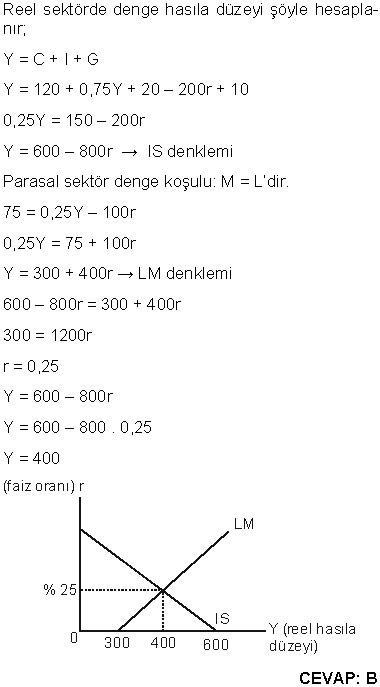 Reel sektörde denge hasıla düzeyi şöyle hesapla-
nır;
Y = C + I + G
Y = 120 + 0,75Y + 20 – 200r + 10
0,25Y = 150 – 200r
Y = 600 – 800r → IS denklemi
Parasal sektör denge koşulu: M = L'dir.
75 = 0,25Y – 100r
0,25Y = 75 + 100r
Y = 300 + 400r → LM denklemi
600 – 800r = 300 + 400r
300 = 1200r
r = 0,25
Y = 600 – 800r
Y = 600 – 800 . 0,25
Y = 400
(faiz oranı) r
LM
% 25
IS
0
300 400 600
Y (reel hasıla
düzeyi)
CEVAP: B